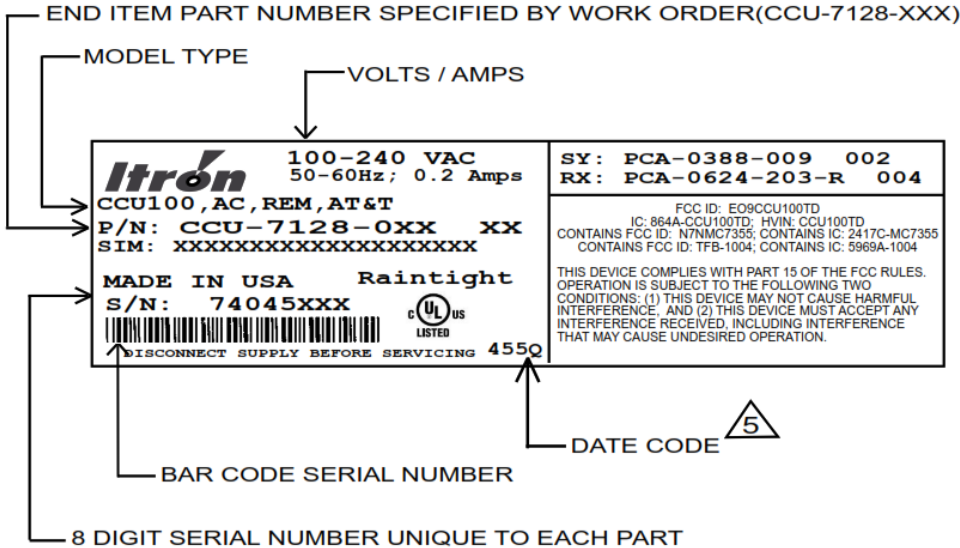 END ITEM PART NUMBER SPECIFIED BY WORK ORDER(CCU-7128-XXX)
MODEL TYPE
VOLTS / AMPS
Itrón
100-240 VAC
50-60Hz; 0.2 Amps
CCU100,AC,REM,AT&T
P/N: CCU-7128-0XX XX
SIM: XXXXXXXXXXXXXXXXXXXX
MADE IN USA Raintight
S/N: 74045XXX
C UL US
LISTED
DISCONNECT SUPPLY BEFORE SERVICING 455Q
SY: PCA-0388-009 002
RX: PCA-0624-203-R 004
FCC ID: EO9CCU100TD
IC: 864A-CCU100TD; HVIN: CCU100TD
CONTAINS FCC ID: N7NMC7355; CONTAINS IC: 2417C-MC7355
CONTAINS FCC ID: TFB-1004; CONTAINS IC: 5969A-1004
THIS DEVICE COMPLIES WITH PART 15 OF THE FCC RULES.
OPERATION IS SUBJECT TO THE FOLLOWING TWO
CONDITIONS: (1) THIS DEVICE MAY NOT CAUSE HARMFUL
INTERFERENCE, AND (2) THIS DEVICE MUST ACCEPT ANY
INTERFERENCE RECEIVED, INCLUDING INTERFERENCE
THAT MAY CAUSE UNDESIRED OPERATION.
DATE CODE 5
BAR CODE SERIAL NUMBER
8 DIGIT SERIAL NUMBER UNIQUE TO EACH PART